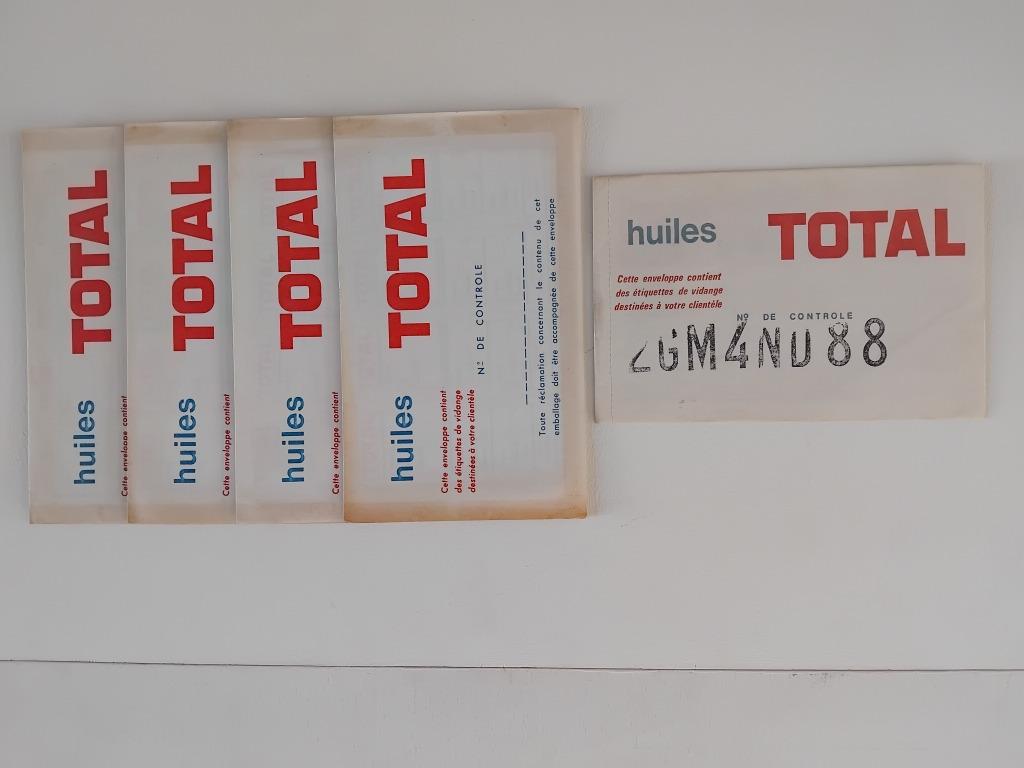 huiles TOTAL
Cette enveloppe contient
huiles TOTAL
Cette enveloppe contient
huiles TOTAL
Cette enveloppe contient
huiles TOTAL
Cette enveloppe contient
des étiquettes de vidange
destinées à votre clientèle
Nº DE CONTROLE
Toute réclamation concernant le contenu de cet
emballage doit être accompagnée de cette enveloppe
huiles TOTAL
Cette enveloppe contient
des étiquettes de vidange
destinées à votre clientèle
Nº DE CONTROLE
2GM4ND88